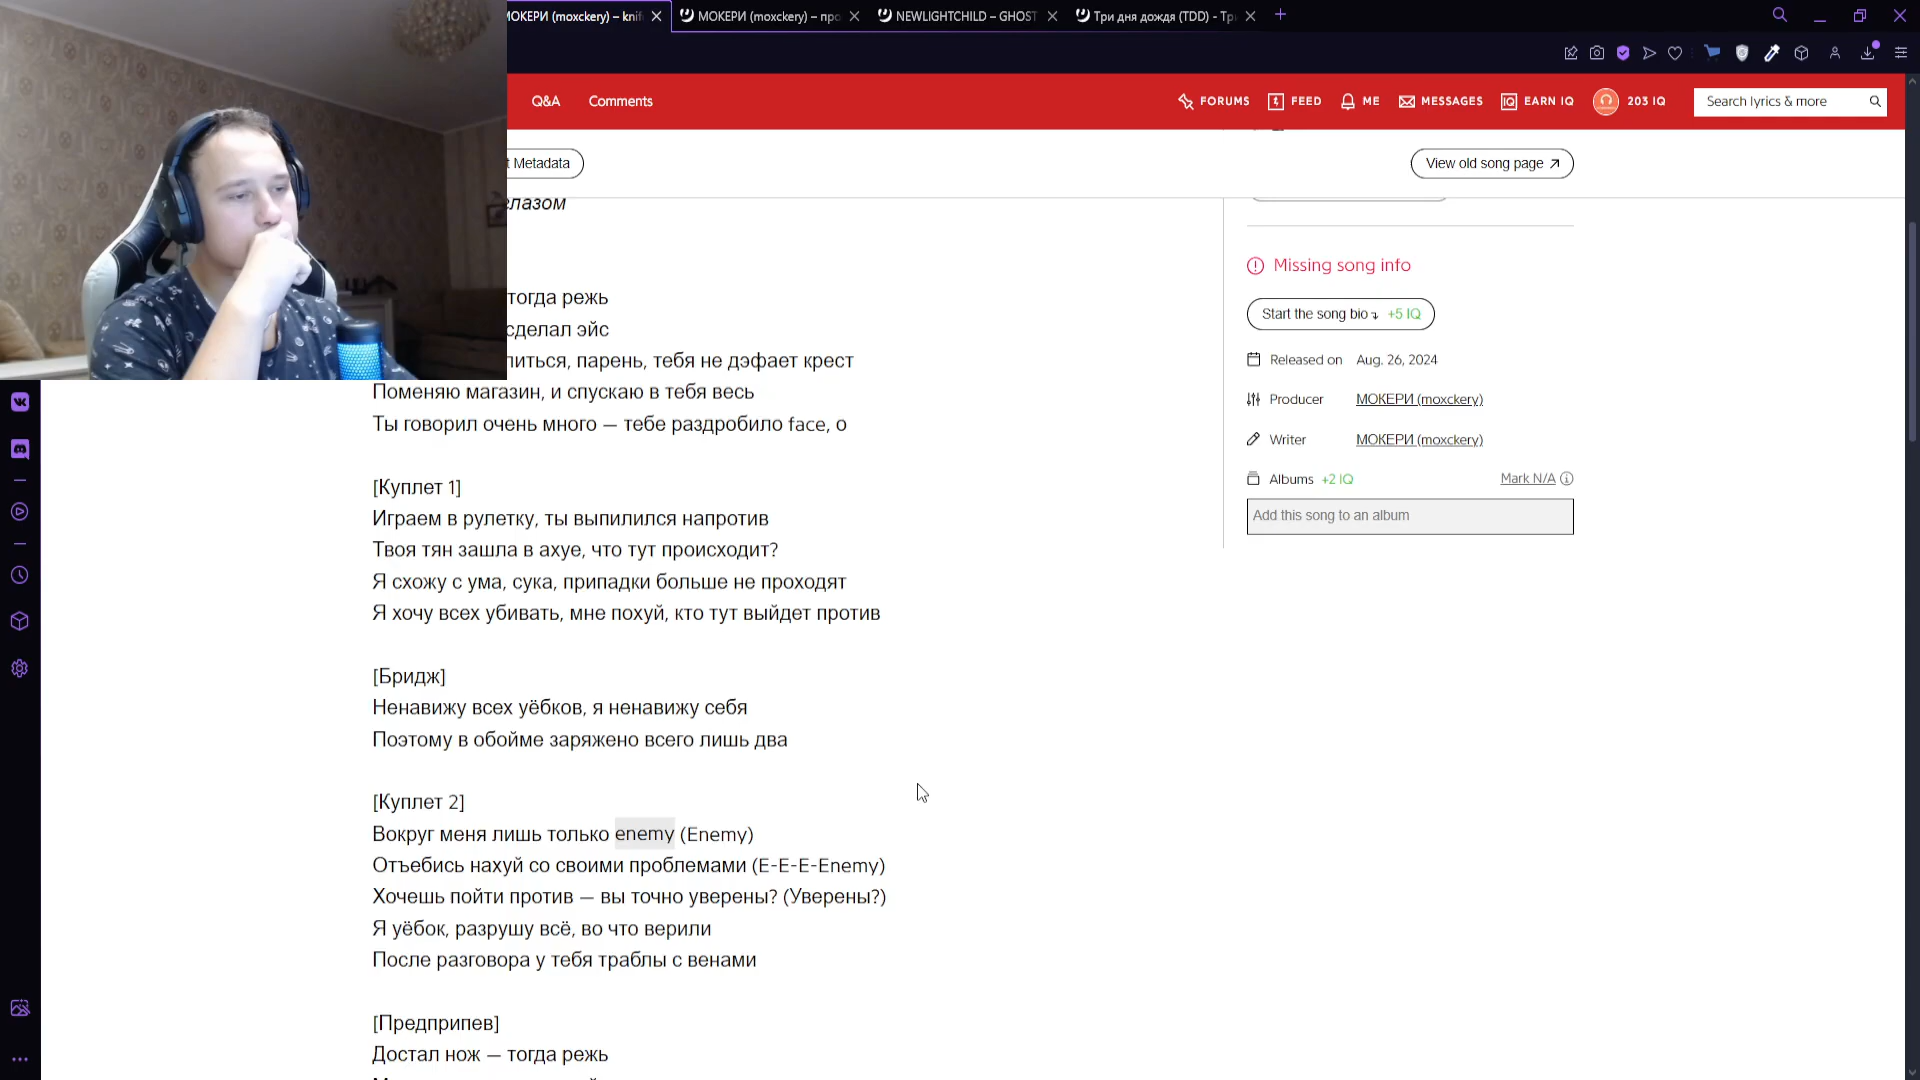 МОКЕРИ (moxckery) – knif
МОКЕРИ (moxckery) – про
NEWLIGHTCHILD – GHOST
Три дня дождя (TDD) - Тр
Q&A
Comments
FORUMS
FEED
ME
MESSAGES
EARN IQ
203 IQ
Search lyrics & more
t Metadata
View old song page
елазом
тогда режь
сделал эйс
литься, парень, тебя не дэфает крест
Поменяю магазин, и спускаю в тебя весь
Ты говорил очень много — тебе раздробило face, о
[Куплет 1]
Играем в рулетку, ты выпилился напротив
Твоя тян зашла в ахуе, что тут происходит?
Я схожу с ума, сука, припадки больше не проходят
Я хочу всех убивать, мне похуй, кто тут выйдет против
[Бридж]
Ненавижу всех уёбков, я ненавижу себя
Поэтому в обойме заряжено всего лишь два
[Куплет 2]
Вокруг меня лишь только enemy (Enemy)
Отъебись нахуй со своими проблемами (E-E-E-Enemy)
Хочешь пойти против — вы точно уверены? (Уверены?)
Я уёбок, разрушу всё, во что верили
После разговора у тебя траблы с венами
[Предприпев]
Достал нож — тогда режь
Missing song info
Start the song bio +5 IQ
Released on Aug. 26, 2024
Producer МОКЕРИ (moxckery)
Writer МОКЕРИ (moxckery)
Albums +2 IQ Mark N/A
Add this song to an album